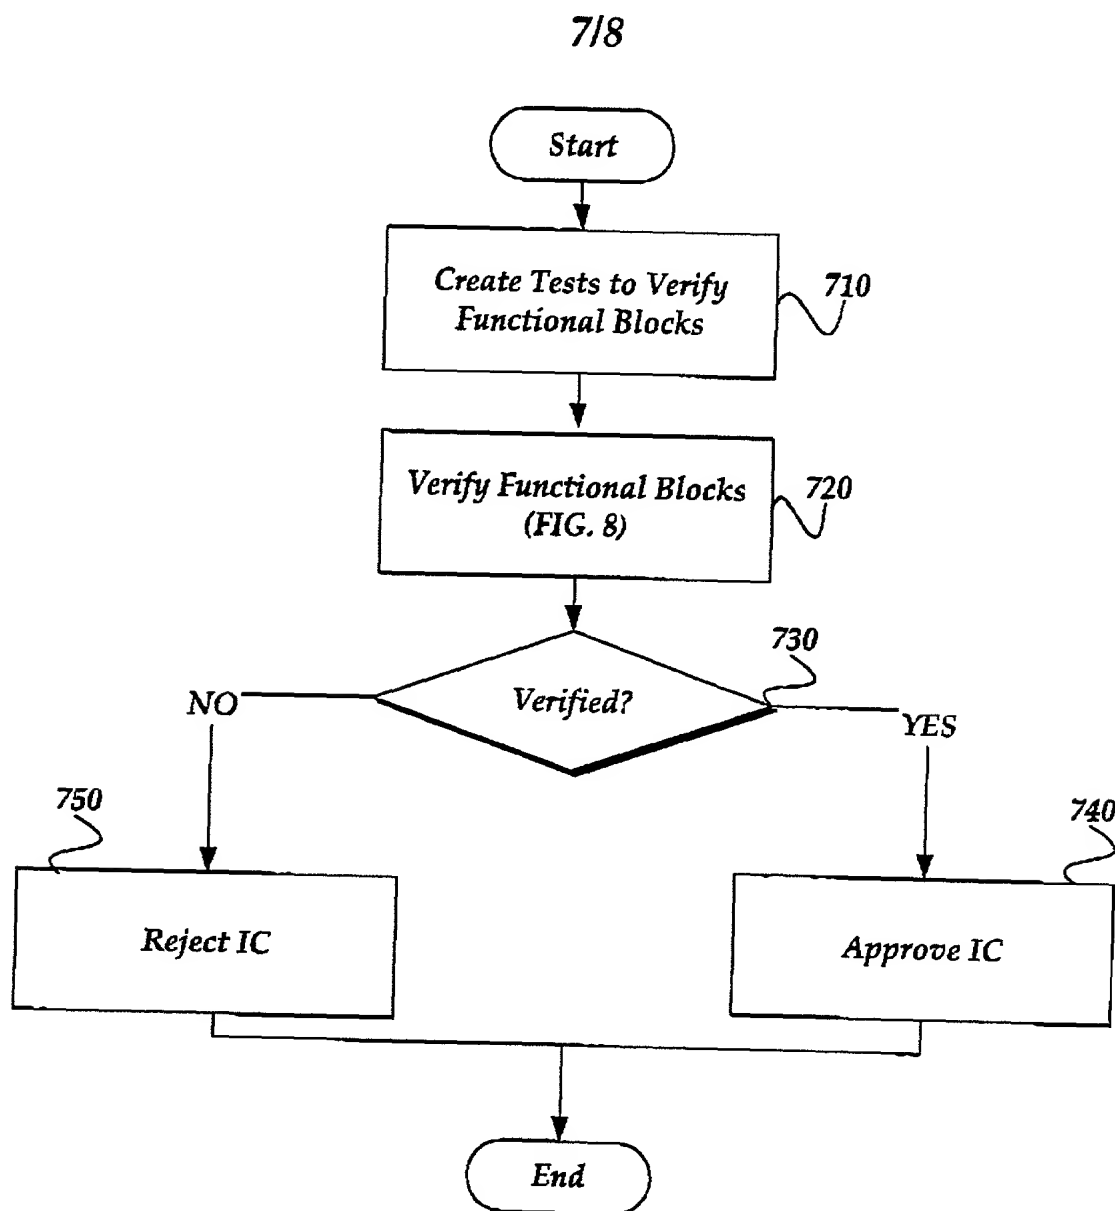 7/8
Start
Create Tests to Verify
Functional Blocks
710
Verify Functional Blocks
(FIG. 8)
720
730
Verified?
NO
YES
750
740
Reject IC
Approve IC
End